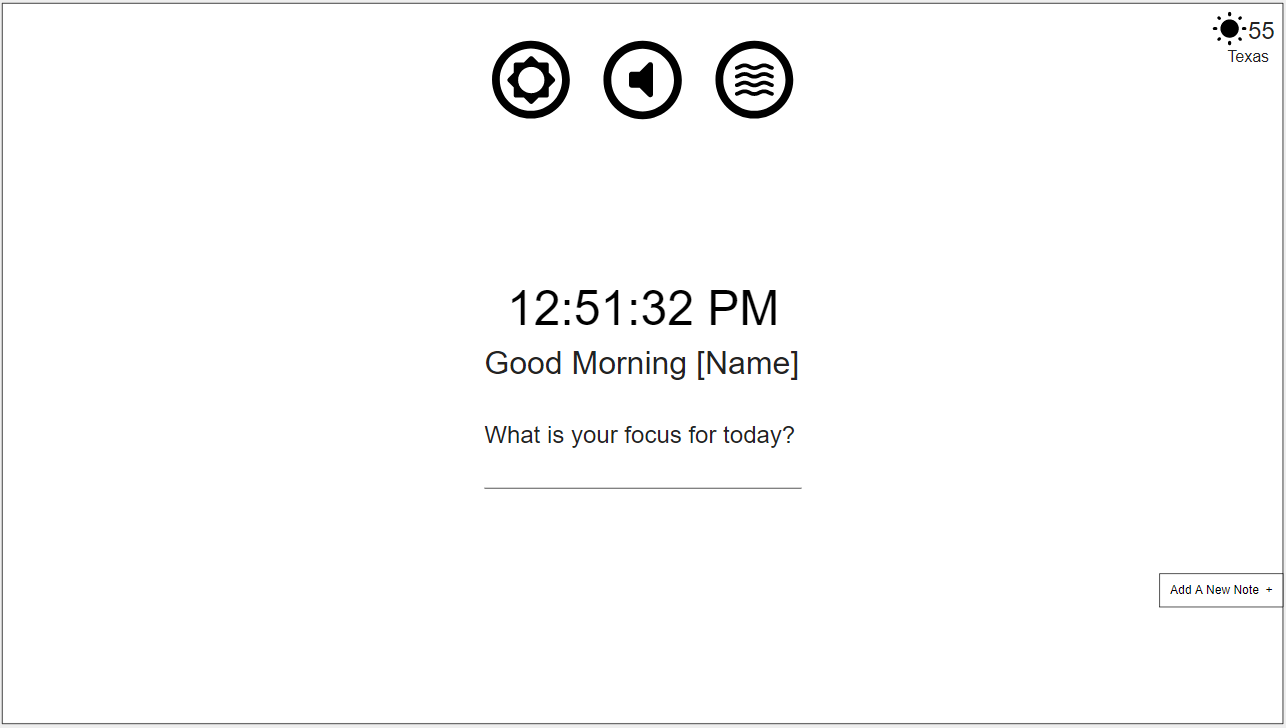 55
Texas
12:51:32 PM
Good Morning [Name]
What is your focus for today?
Add A New Note +